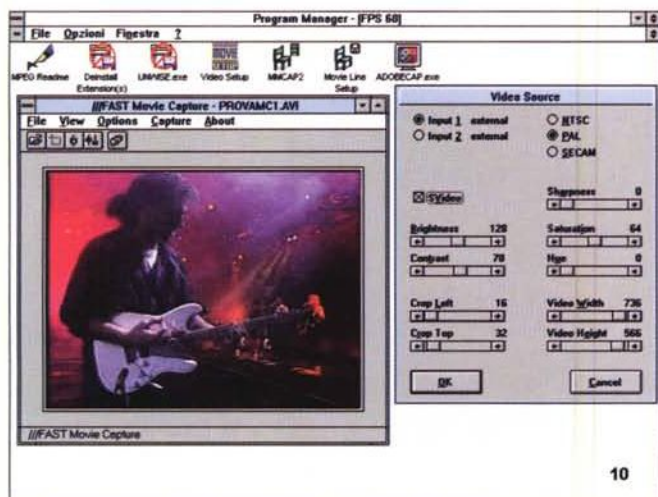 Program Manager - [FPS 60]
File Opzioni Finestra ?
MPEG Readme
Deinstall Extension(s)
UNWISE.exe
Video Setup
MMCAP2
Movie Line Setup
ADOBECAP.exe
///FAST Movie Capture - PROVAMC1.AVI
File View Options Capture About
///FAST Movie Capture
Video Source
Input 1 external
Input 2 external
NTSC
PAL
SECAM
SVideo
Sharpness 0
Brightness 128
Saturation 64
Contrast 70
Hue 0
Crop Left 16
Video Width 736
Crop Top 32
Video Height 566
OK
Cancel
10